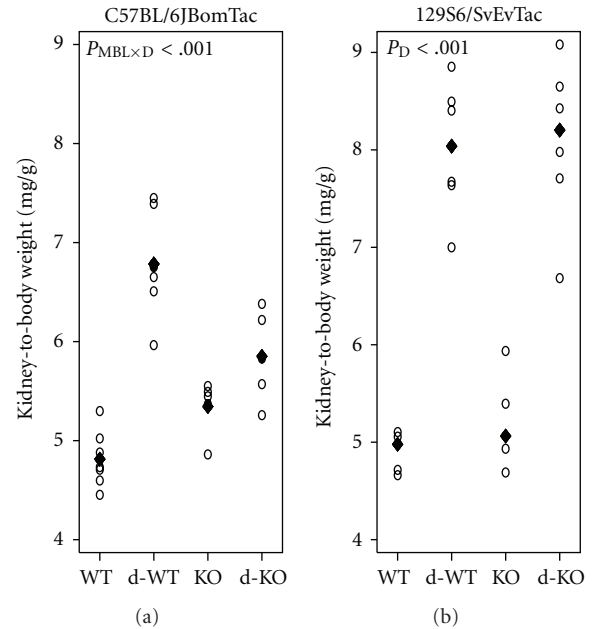 C57BL/6JBomTac
P_MBL×D < .001
Kidney-to-body weight (mg/g)
9
8
7
6
5
4
WT d-WT KO d-KO
(a)
129S6/SvEvTac
P_D < .001
Kidney-to-body weight (mg/g)
9
8
7
6
5
4
WT d-WT KO d-KO
(b)